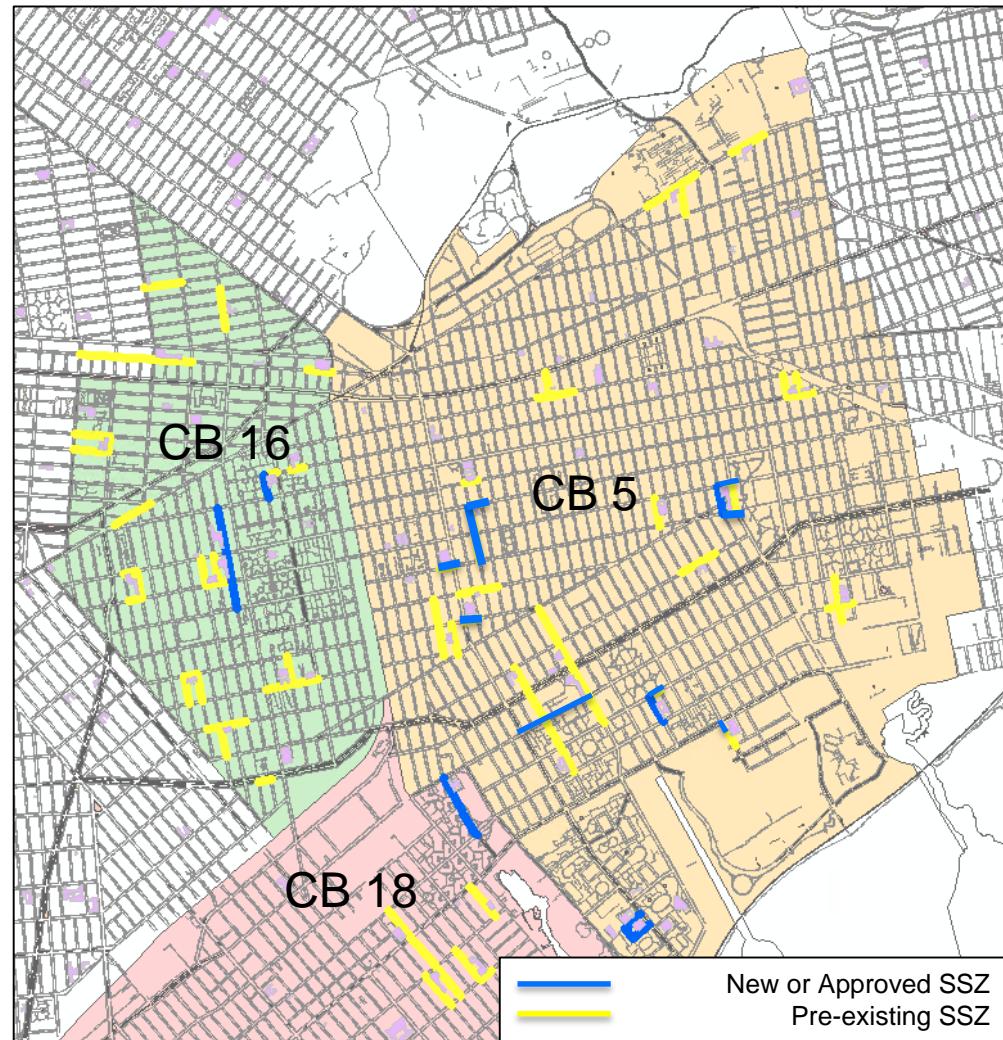 CB 16
CB 5
CB 18
New or Approved SSZ
Pre-existing SSZ